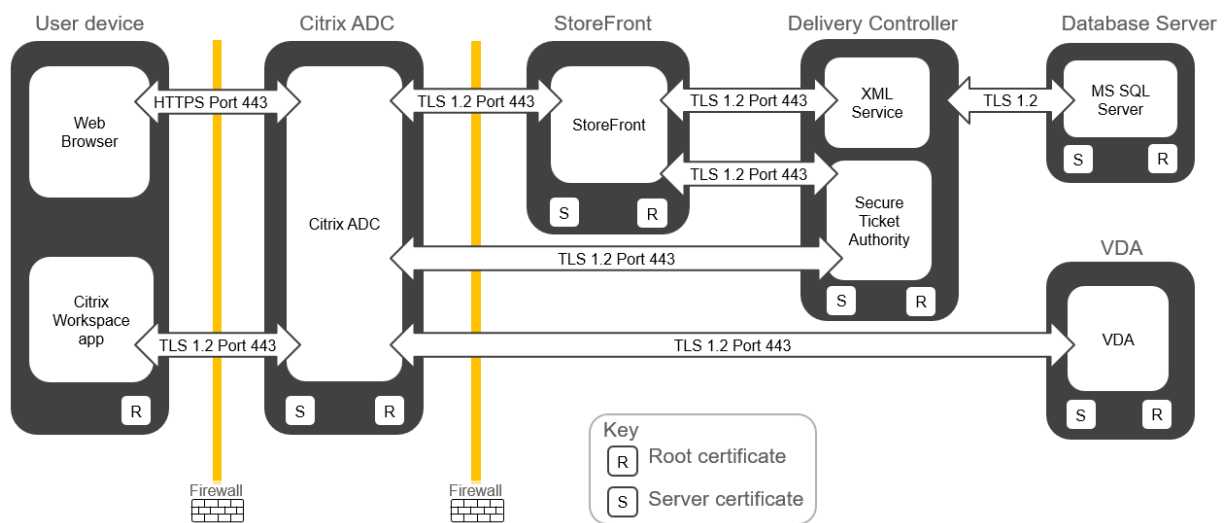 User device
Citrix ADC
StoreFront
Delivery Controller
Database Server
Web
Browser
HTTPS Port 443
TLS 1.2 Port 443
StoreFront
TLS 1.2 Port 443
XML
Service
TLS 1.2
MS SQL
Server
S
R
TLS 1.2 Port 443
S
R
Citrix ADC
Secure
Ticket
Authority
TLS 1.2 Port 443
S
R
VDA
Citrix
Workspace
app
TLS 1.2 Port 443
TLS 1.2 Port 443
VDA
R
S
R
S
R
Key
R
Root certificate
S
Server certificate
Firewall
Firewall